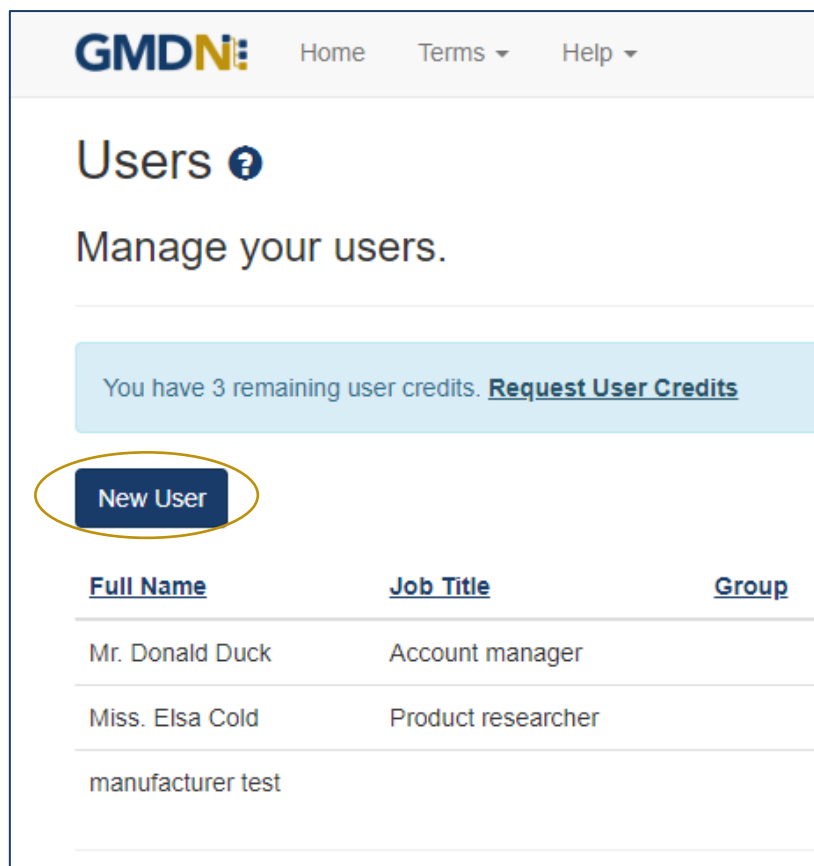 GMDN Home Terms Help
Users ?
Manage your users.
You have 3 remaining user credits. Request User Credits
New User
Full Name Job Title Group
Mr. Donald Duck Account manager
Miss. Elsa Cold Product researcher
manufacturer test